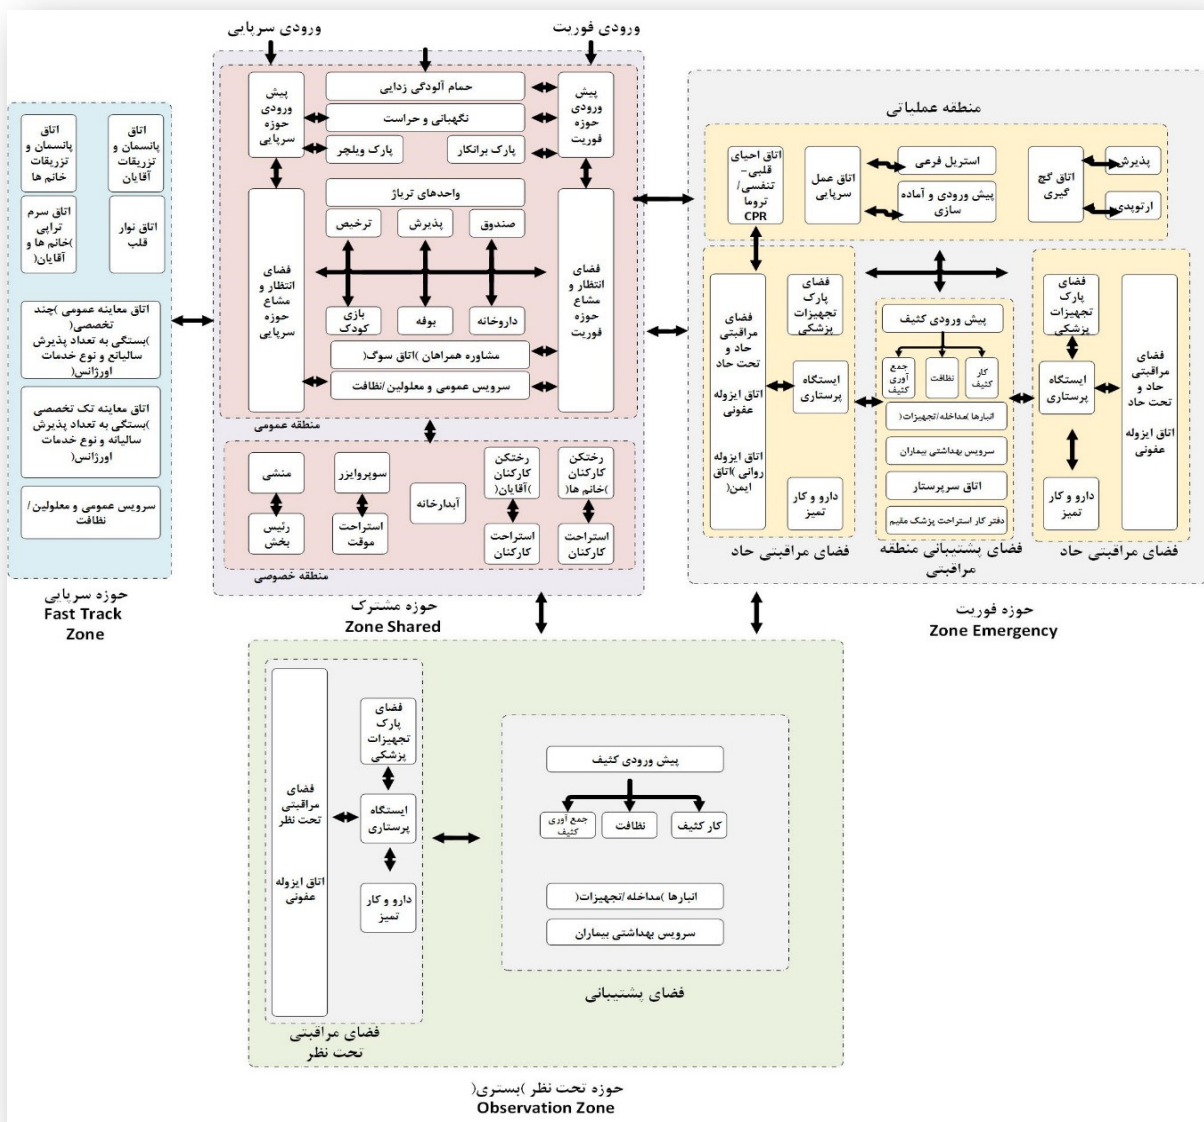 ورودی فوریت
ورودی سرپایی
پیش
ورودی
حوزه
فوریت
حمام آلودگی زدایی
نگهبانی و حراست
پارک برانکار
پارک ویلچر
پیش
ورودی
حوزه
سرپایی
فضای
انتظار و
مشاع
حوزه
فوریت
واحدهای تریاژ
صندوق
پذیرش
ترخیص
داروخانه
بوفه
بازی
کودک
مشاوره همراهان )اتاق سوگ(
سرویس عمومی و معلولین/نظافت
فضای
انتظار و
مشاع
حوزه
سرپایی
منطقه عمومی
رختکن
کارکنان
)خانم ها(
استراحت
کارکنان
رختکن
کارکنان
)آقایان(
استراحت
کارکنان
آبدارخانه
سوپروایزر
استراحت
موقت
منشی
رئیس
بخش
منطقه خصوصی
حوزه مشترک
Zone Shared
منطقه عملیاتی
پذیرش
ارتوپدی
اتاق گچ
گیری
استریل فرعی
پیش ورودی و آماده
سازی
اتاق عمل
سرپایی
اتاق احیای
قلبی–
تنفسی/
تروما
CPR
فضای
مراقبتی
حاد و
تحت حاد
اتاق ایزوله
عفونی
فضای
پارک
تجهیزات
پزشکی
ایستگاه
پرستاری
دارو و کار
تمیز
فضای مراقبتی حاد
پیش ورودی کثیف
کار
کثیف
نظافت
جمع
آوری
کثیف
انبارها )مداخله/تجهیزات(
سرویس بهداشتی بیماران
اتاق سرپرستار
دفتر کار استراحت پزشک مقیم
فضای پشتیبانی منطقه
مراقبتی
فضای
پارک
تجهیزات
پزشکی
ایستگاه
پرستاری
دارو و کار
تمیز
فضای
مراقبتی
حاد و
تحت حاد
اتاق ایزوله
عفونی
اتاق ایزوله
روانی )اتاق
ایمن(
فضای مراقبتی حاد
حوزه فوریت
Zone Emergency
اتاق
پانسمان و
تزریقات
آقایان
اتاق
پانسمان و
تزریقات
خانم ها
اتاق نوار
قلب
اتاق سرم
تراپی
)خانم ها و
آقایان(
اتاق معاینه عمومی )چند
تخصصی(
)بستگی به تعداد پذیرش
سالیانع و نوع خدمات
اورژانس(
اتاق معاینه تک تخصصی
)بستگی به تعداد پذیرش
سالیانه و نوع خدمات
اورژانس(
سرویس عمومی و معلولین/
نظافت
حوزه سرپایی
Fast Track
Zone
پیش ورودی کثیف
کار کثیف
نظافت
جمع آوری
کثیف
انبارها )مداخله/تجهیزات(
سرویس بهداشتی بیماران
فضای پشتیبانی
فضای
پارک
تجهیزات
پزشکی
ایستگاه
پرستاری
دارو و کار
تمیز
فضای
مراقبتی
تحت نظر
اتاق ایزوله
عفونی
فضای مراقبتی
تحت نظر
حوزه تحت نظر )بستری(
Observation Zone